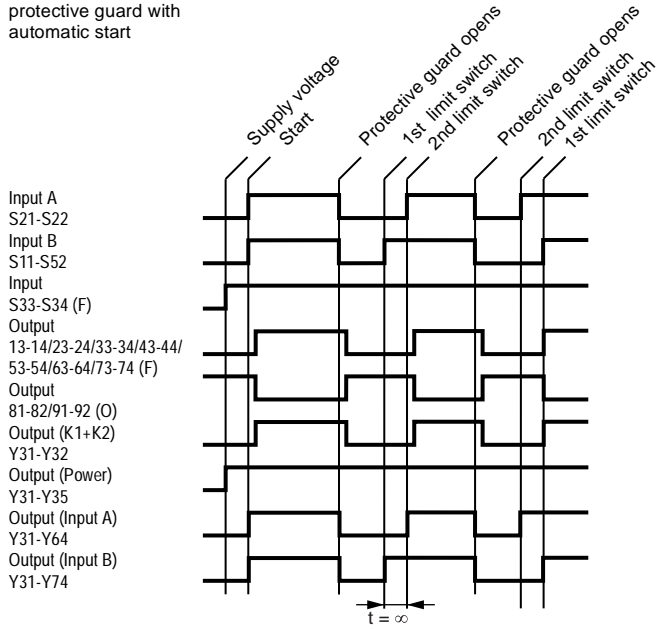 protective guard with
automatic start
Supply voltage
Start
Protective guard opens
1st limit switch
2nd limit switch
Protective guard opens
2nd limit switch
1st limit switch
Input A
S21-S22
Input B
S11-S52
Input
S33-S34 (F)
Output
13-14/23-24/33-34/43-44/
53-54/63-64/73-74 (F)
Output
81-82/91-92 (O)
Output (K1+K2)
Y31-Y32
Output (Power)
Y31-Y35
Output (Input A)
Y31-Y64
Output (Input B)
Y31-Y74
t = ∞